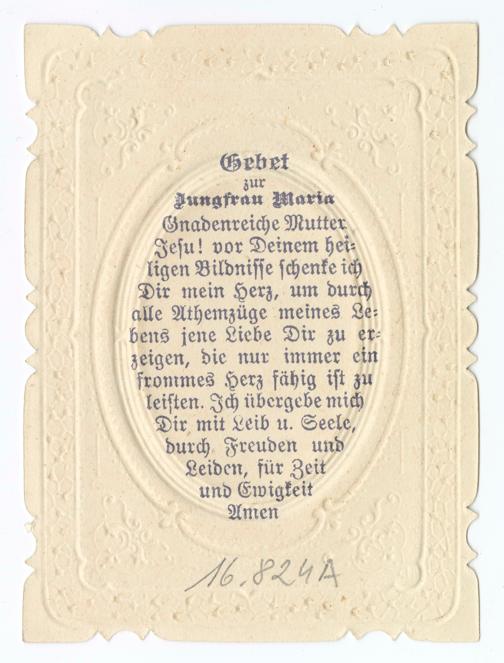 Gebet
zur
Jungfrau Maria
Gnadenreiche Mutter
Jesu! vor Deinem hei-
ligen Bildnisse schenke ich
Dir mein Herz, um durch
alle Athemzüge meines Le-
bens jene Liebe Dir zu er-
zeigen, die nur immer ein
frommes Herz fähig ist zu
leisten. Ich übergebe mich
Dir mit Leib u. Seele,
durch Freuden und
Leiden, für Zeit
und Ewigkeit
Amen
16.824A